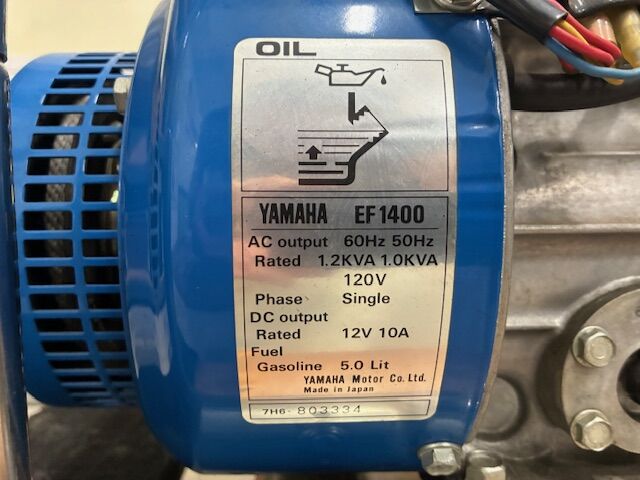 OIL
YAMAHA EF1400
AC output 60Hz 50Hz
Rated 1.2KVA 1.0KVA
120V
Phase Single
DC output
Rated 12V 10A
Fuel
Gasoline 5.0 Lit
YAMAHA Motor Co. Ltd.
Made in Japan
7H6- 803334